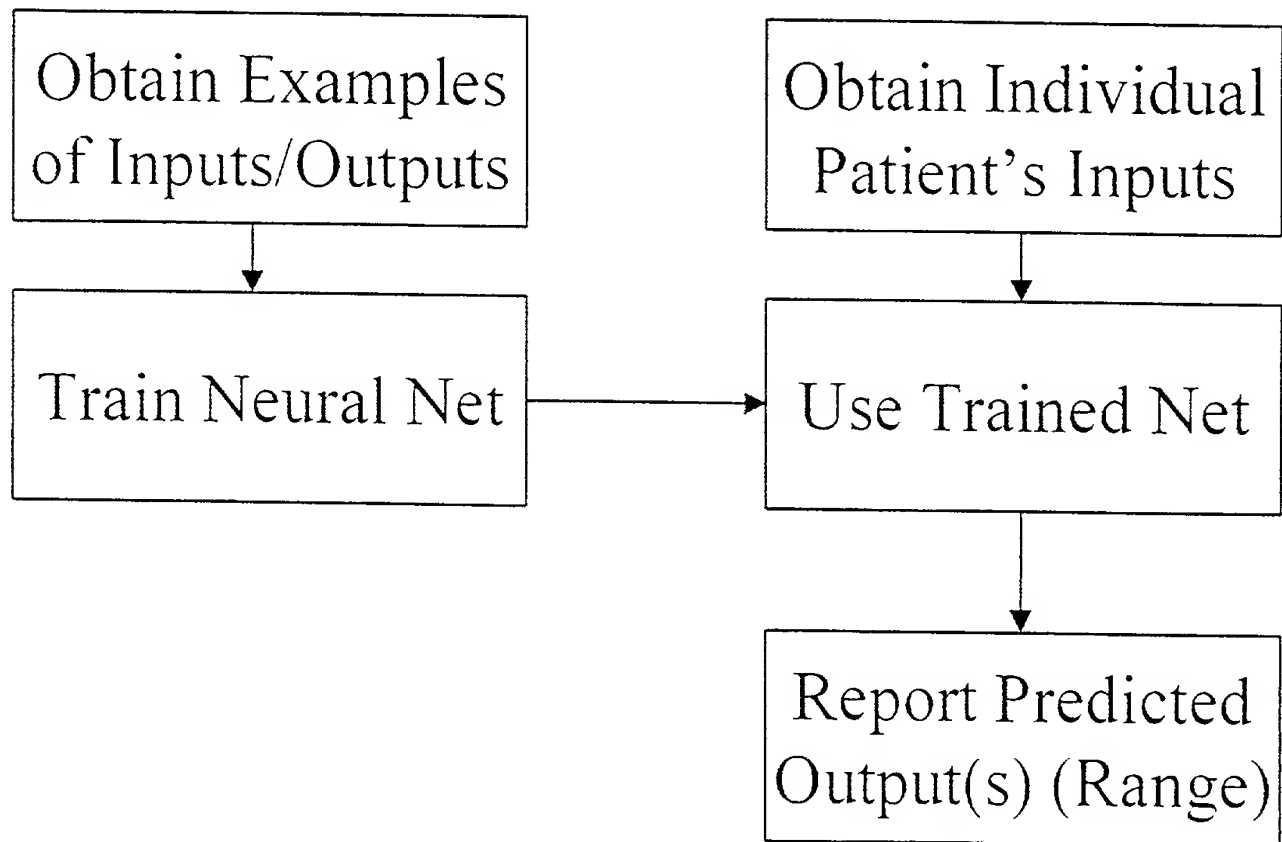 Obtain Examples
of Inputs/Outputs
Train Neural Net
Obtain Individual
Patient's Inputs
Use Trained Net
Report Predicted
Output(s) (Range)